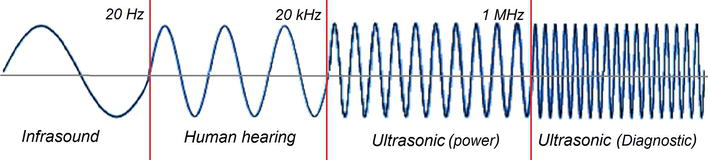 20 Hz
20 kHz
1 MHz
Infrasound
Human hearing
Ultrasonic (power)
Ultrasonic (Diagnostic)